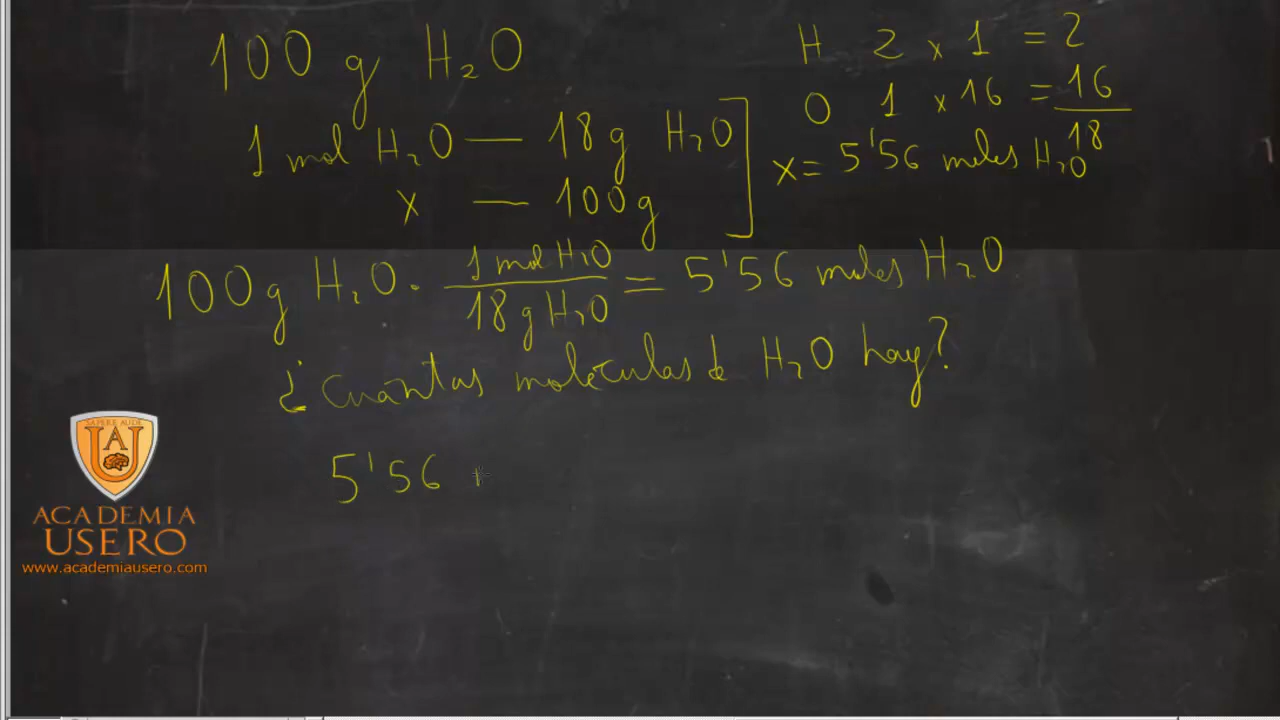 100 g H₂O
H 2 x 1 = 2
O 1 x 16 = 16
18
1 mol H₂O — 18 g H₂O
x — 100 g
x = 5'56 moles H₂O
100 g H₂O · 1 mol H₂O / 18 g H₂O = 5'56 moles H₂O
¿Cuántas moléculas de H₂O hay?
5'56
SAPERE AUDE
UA
ACADEMIA
USERO
www.academiausero.com